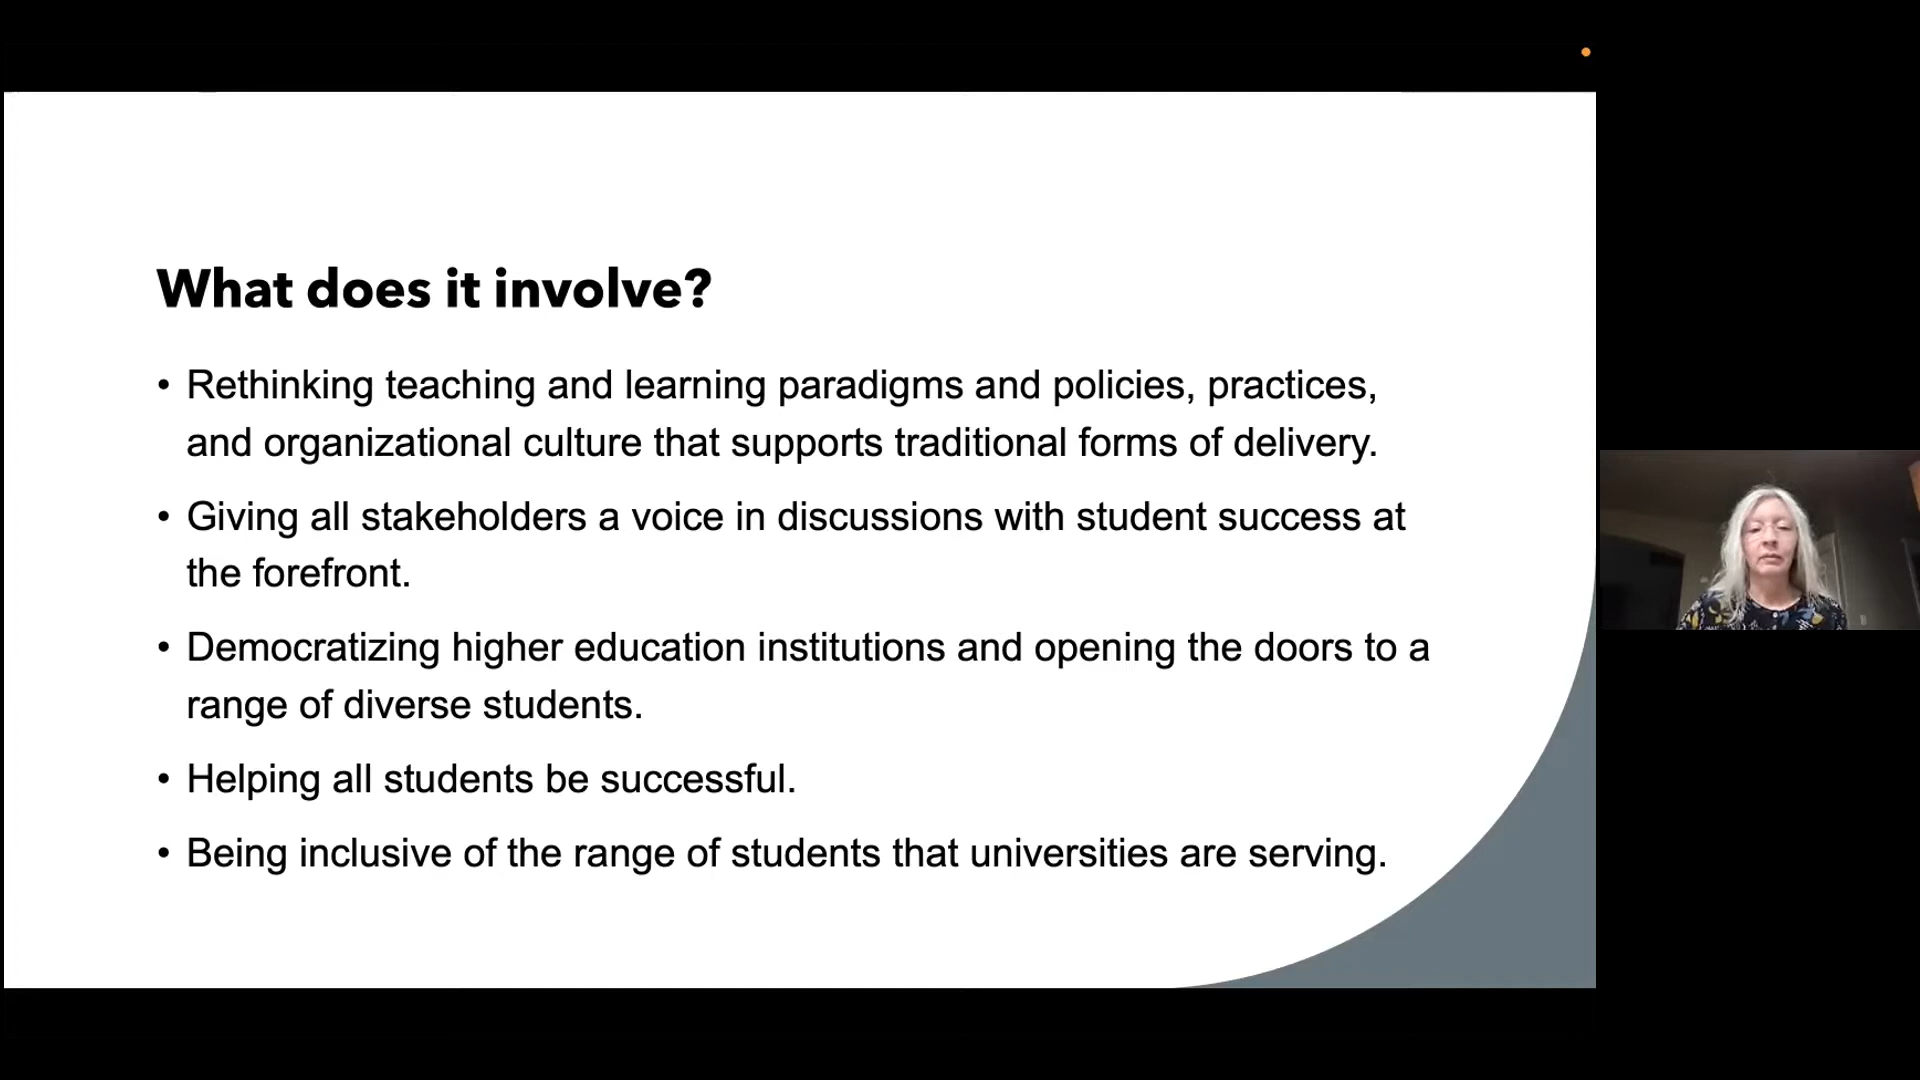 What does it involve?
• Rethinking teaching and learning paradigms and policies, practices,
and organizational culture that supports traditional forms of delivery.
• Giving all stakeholders a voice in discussions with student success at
the forefront.
• Democratizing higher education institutions and opening the doors to a
range of diverse students.
• Helping all students be successful.
• Being inclusive of the range of students that universities are serving.